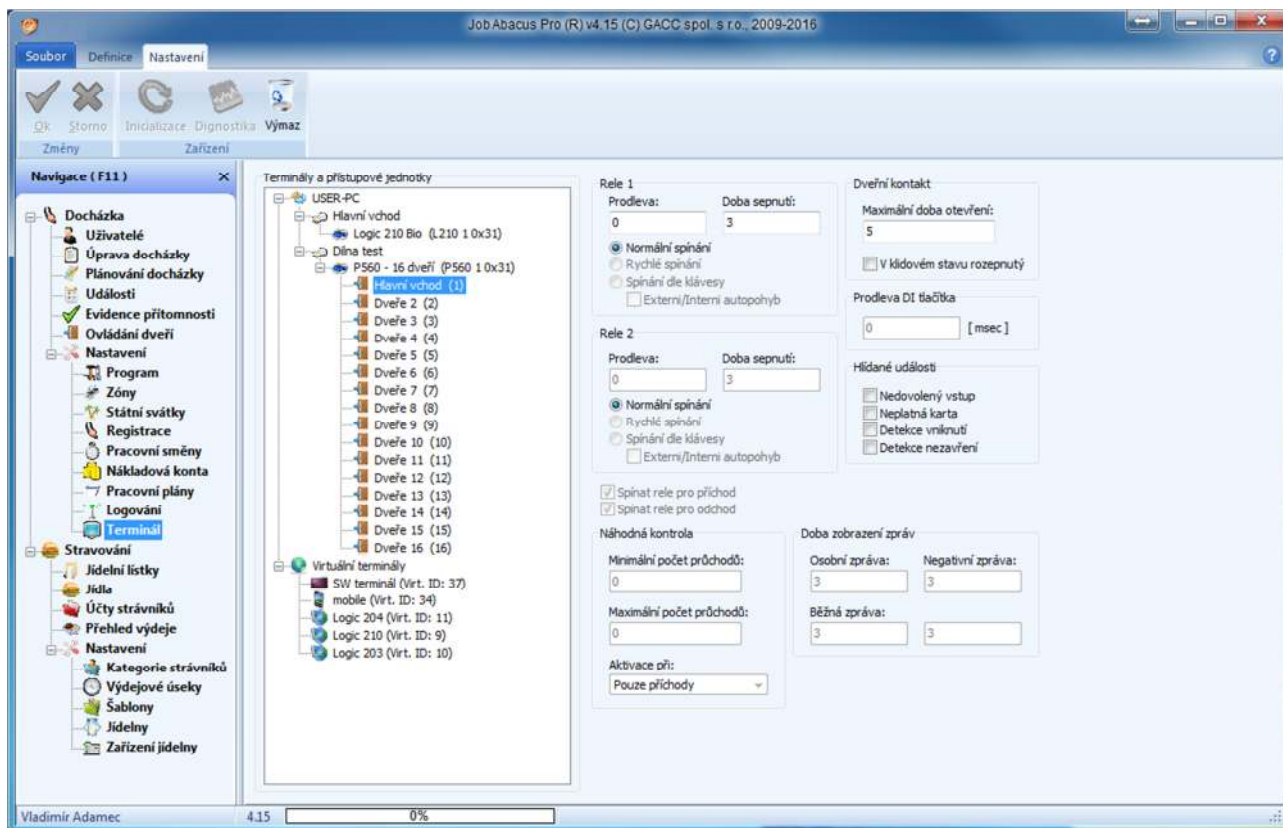 Job Abacus Pro (R) v4.15 (C) GACC spol. s r.o., 2009-2016
Soubor Definice Nastavení
Ok Storno Inicializace Dignostika Výmaz
Změny Zařízení
Navigace ( F11 )
Docházka
Uživatelé
Úprava docházky
Plánování docházky
Události
Evidence přítomnosti
Ovládání dveří
Nastavení
Program
Zóny
Státní svátky
Registrace
Pracovní směny
Nákladová konta
Pracovní plány
Logování
Terminál
Stravování
Jídelní lístky
Jídla
Účty strávníků
Přehled výdeje
Nastavení
Kategorie strávníků
Výdejové úseky
Šablony
Jídelny
Zařízení jídelny
Terminály a přístupové jednotky
USER-PC
Hlavní vchod
Logic 210 Bio (L210 1 0x31)
Dílna test
P560 - 16 dveří (P560 1 0x31)
Hlavní vchod (1)
Dveře 2 (2)
Dveře 3 (3)
Dveře 4 (4)
Dveře 5 (5)
Dveře 6 (6)
Dveře 7 (7)
Dveře 8 (8)
Dveře 9 (9)
Dveře 10 (10)
Dveře 11 (11)
Dveře 12 (12)
Dveře 13 (13)
Dveře 14 (14)
Dveře 15 (15)
Dveře 16 (16)
Virtuální terminály
SW terminál (Virt. ID: 37)
mobile (Virt. ID: 34)
Logic 204 (Virt. ID: 11)
Logic 210 (Virt. ID: 9)
Logic 203 (Virt. ID: 10)
Rele 1
Prodleva: Doba sepnutí:
0 3
Normální spínání
Rychlé spínání
Spínání dle klávesy
Externi/Interni autopohyb
Rele 2
Prodleva: Doba sepnutí:
0 3
Normální spínání
Rychlé spínání
Spínání dle klávesy
Externi/Interni autopohyb
Spínat rele pro příchod
Spínat rele pro odchod
Náhodná kontrola
Minimální počet průchodů:
0
Maximální počet průchodů:
0
Aktivace při:
Pouze příchody
Dveřní kontakt
Maximální doba otevření:
5
V klidovém stavu rozepnutý
Prodleva DI tlačítka
0 [ msec ]
Hlídané události
Nedovolený vstup
Neplatná karta
Detekce vniknutí
Detekce nezavření
Doba zobrazení zpráv
Osobní zpráva: Negativní zpráva:
3 3
Běžná zpráva:
3 3
Vladimír Adamec 4.15 0%